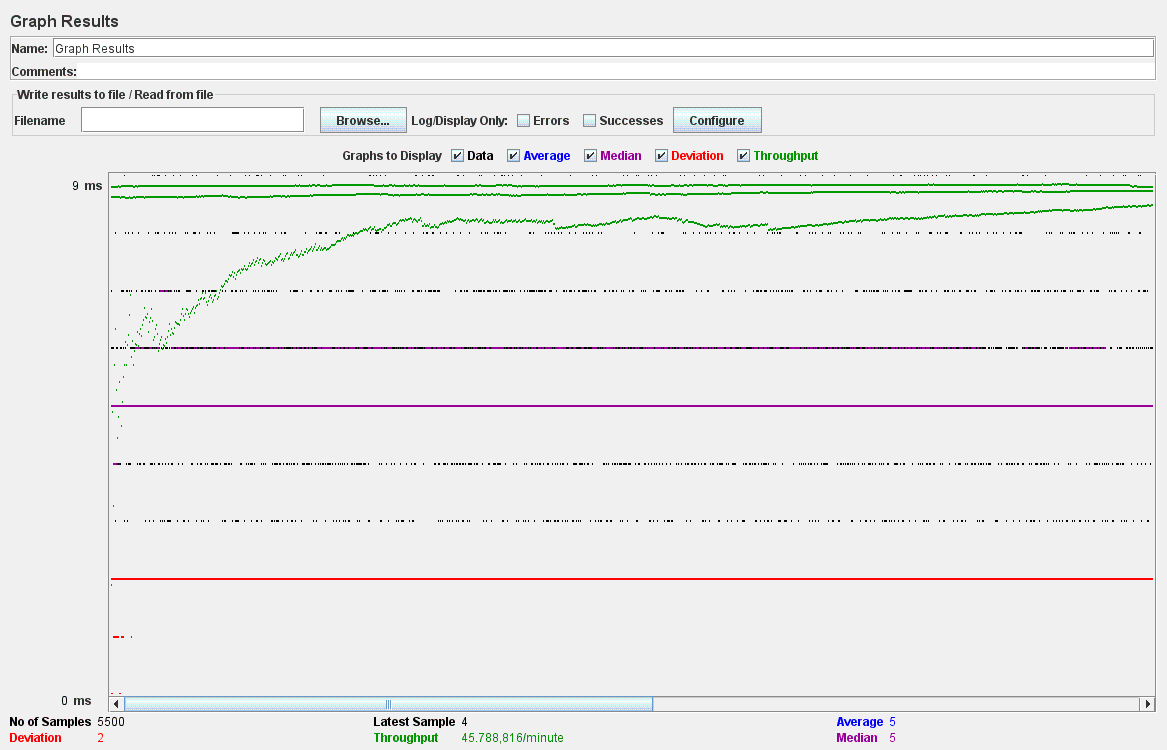 Graph Results
Name: Graph Results
Comments:
Write results to file / Read from file
Filename Browse... Log/Display Only: Errors Successes Configure
Graphs to Display Data Average Median Deviation Throughput
9 ms
0 ms
No of Samples 5500 Latest Sample 4 Average 5
Deviation 2 Throughput 45.788,816/minute Median 5